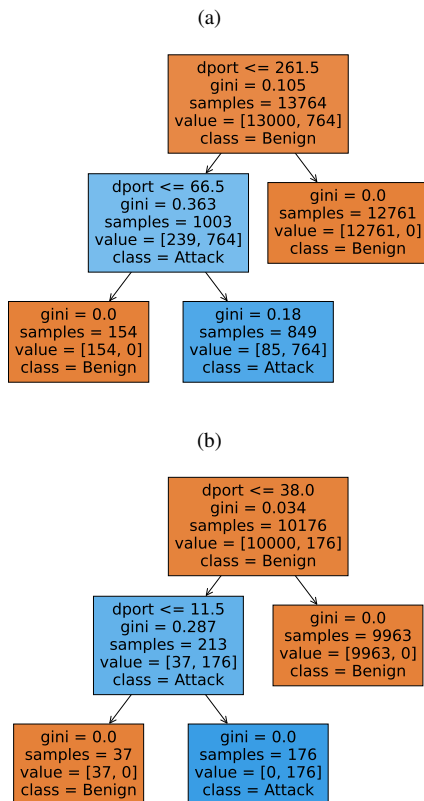 (a)
dport <= 261.5
gini = 0.105
samples = 13764
value = [13000, 764]
class = Benign
dport <= 66.5
gini = 0.363
samples = 1003
value = [239, 764]
class = Attack
gini = 0.0
samples = 12761
value = [12761, 0]
class = Benign
gini = 0.0
samples = 154
value = [154, 0]
class = Benign
gini = 0.18
samples = 849
value = [85, 764]
class = Attack
(b)
dport <= 38.0
gini = 0.034
samples = 10176
value = [10000, 176]
class = Benign
dport <= 11.5
gini = 0.287
samples = 213
value = [37, 176]
class = Attack
gini = 0.0
samples = 9963
value = [9963, 0]
class = Benign
gini = 0.0
samples = 37
value = [37, 0]
class = Benign
gini = 0.0
samples = 176
value = [0, 176]
class = Attack